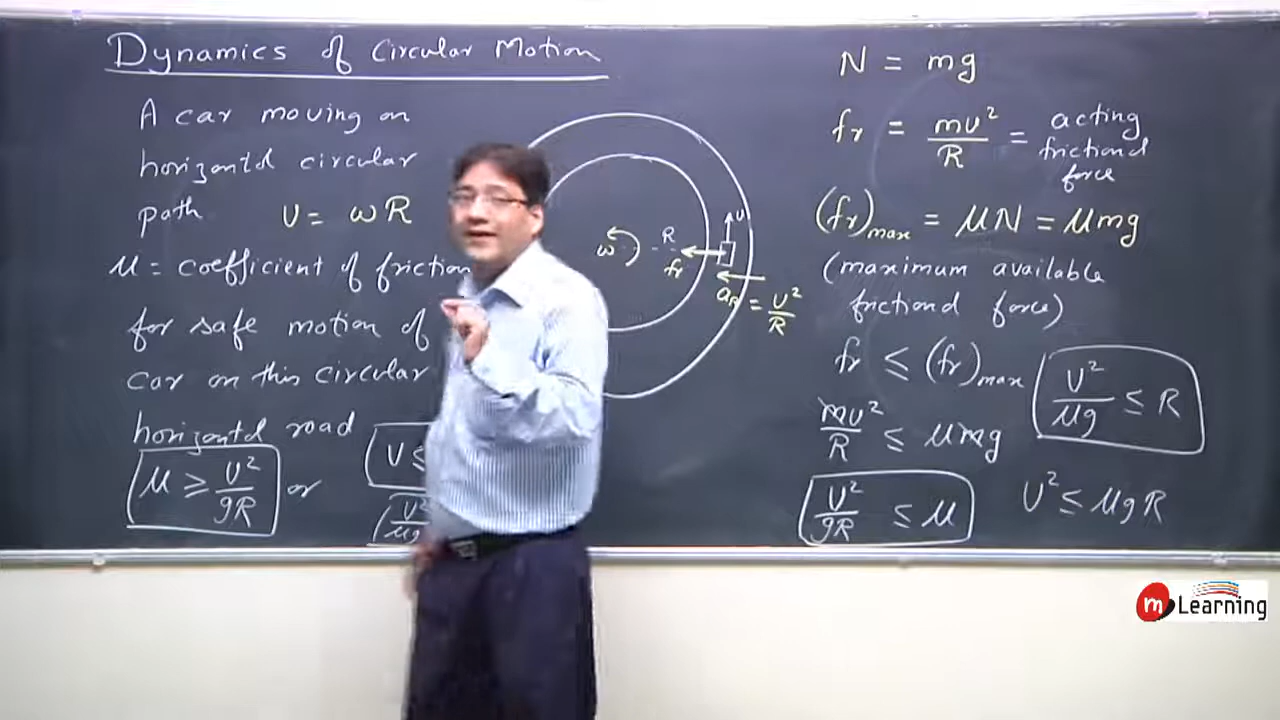 Dynamics of Circular Motion
A car moving on
horizontal circular
path v = ωR
μ = coefficient of friction
for safe motion of
car on this circular
horizontal road
μ ≥ v²/gR or
v ≤
v²/μg
ω
R
fr
v
aR = v²/R
N = mg
fr = mv²/R = acting
frictional
force
(fr)max = μN = μmg
(maximum available
frictional force)
fr ≤ (fr)max
v²/μg ≤ R
mv²/R ≤ μmg
v²/gR ≤ μ
v² ≤ μgR
m Learning